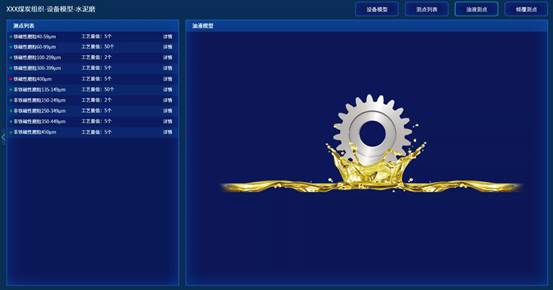 XXX煤炭组织-设备模型-水泥磨
设备模型
测点列表
油液测点
倾覆测点
测点列表
铁磁性磨粒40-59μm 工艺量值：5个 详情
铁磁性磨粒60-99μm 工艺量值：50个 详情
铁磁性磨粒100-299μm 工艺量值：2个 详情
铁磁性磨粒300-399μm 工艺量值：5个 详情
铁磁性磨粒400μm 工艺量值：5个 详情
非铁磁性磨粒135-149μm 工艺量值：50个 详情
非铁磁性磨粒150-249μm 工艺量值：2个 详情
非铁磁性磨粒250-349μm 工艺量值：5个 详情
非铁磁性磨粒350-449μm 工艺量值：5个 详情
非铁磁性磨粒450μm 工艺量值：5个 详情
油液模型